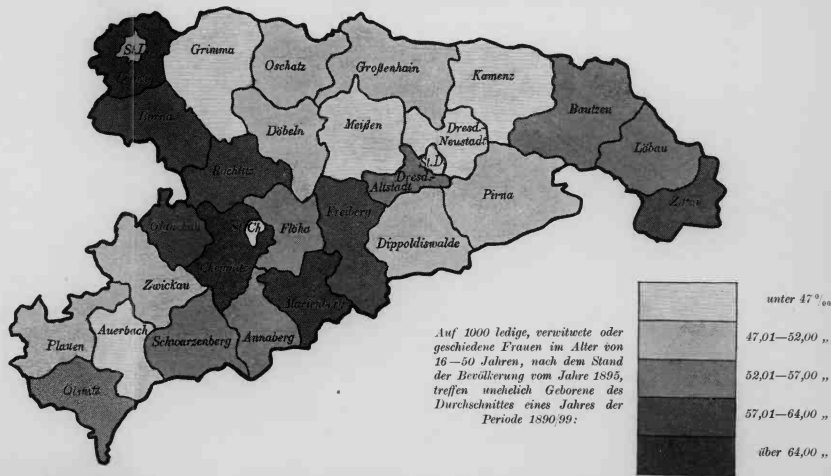 St.D.
Grimma
Oschatz
Großenhain
Kamenz
Bautzen
Borna
Döbeln
Meißen
Dresd.-
Neustadt
Löbau
St.D.
Rochlitz
Dresd.-
Altstadt
Pirna
Zittau
Glauchau
St.Ch.
Flöha
Freiberg
Dippoldiswalde
Chemnitz
Zwickau
Marienberg
Plauen
Auerbach
Schwarzenberg
Annaberg
Ölsnitz
Auf 1000 ledige, verwitwete oder
geschiedene Frauen im Alter von
16—50 Jahren, nach dem Stand
der Bevölkerung vom Jahre 1895,
treffen unehelich Geborene des
Durchschnittes eines Jahres der
Periode 1890/99:
unter 47 ‰
47,01—52,00 „
52,01—57,00 „
57,01—64,00 „
über 64,00 „